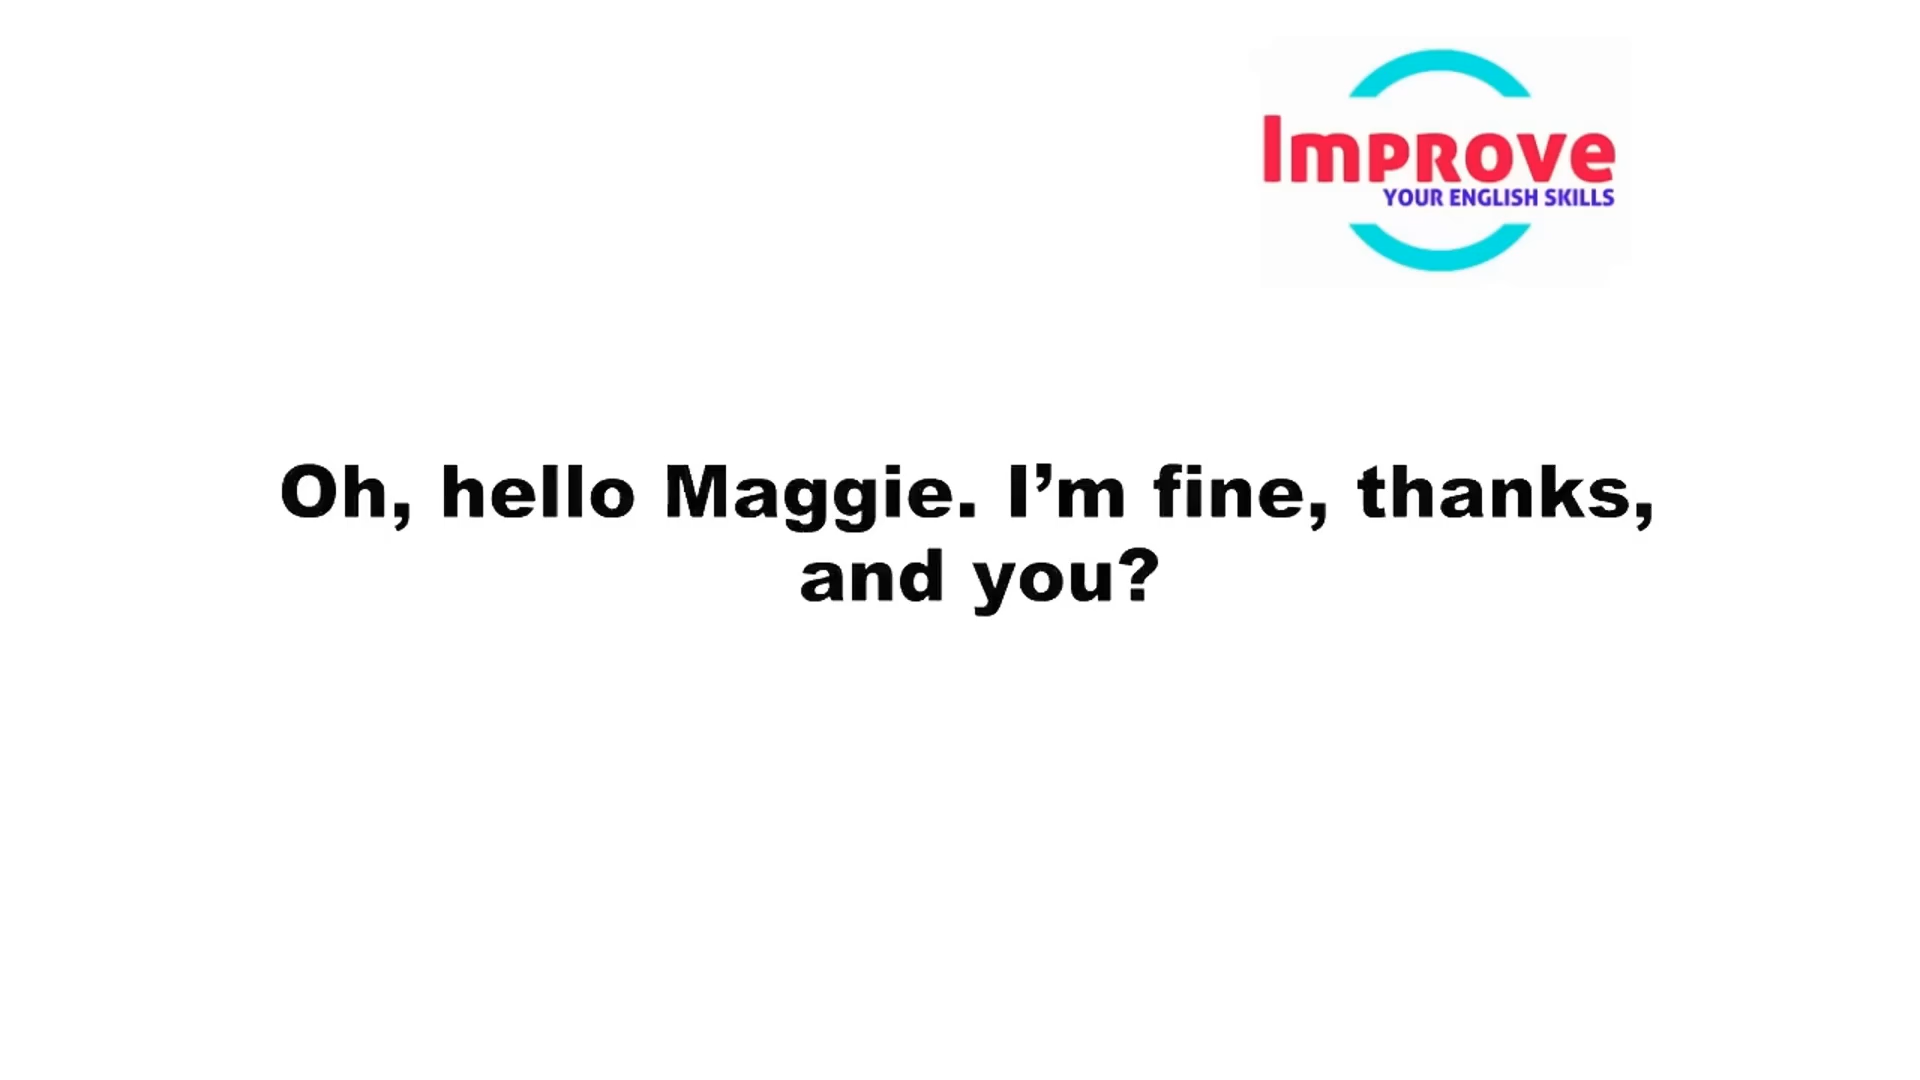 Improve
YOUR ENGLISH SKILLS
Oh, hello Maggie. I’m fine, thanks,
and you?